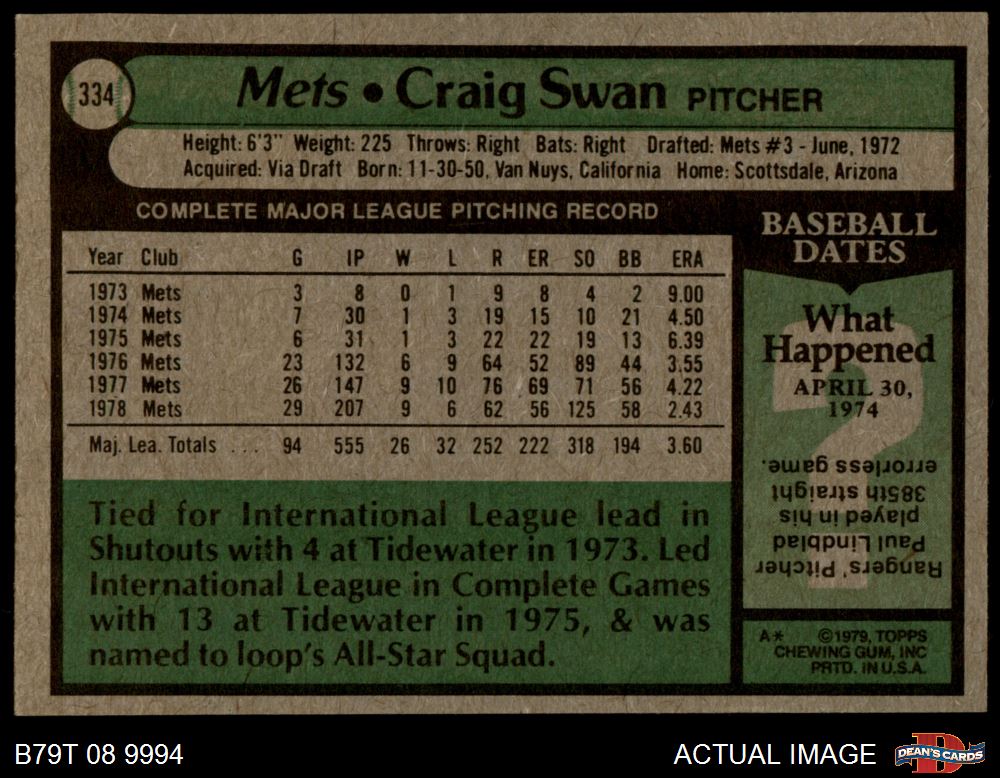 334
Mets • Craig Swan PITCHER
Height: 6'3" Weight: 225 Throws: Right Bats: Right Drafted: Mets #3 - June, 1972
Acquired: Via Draft Born: 11-30-50, Van Nuys, California Home: Scottsdale, Arizona
COMPLETE MAJOR LEAGUE PITCHING RECORD
Year Club G IP W L R ER SO BB ERA
1973 Mets 3 8 0 1 9 8 4 2 9.00
1974 Mets 7 30 1 3 19 15 10 21 4.50
1975 Mets 6 31 1 3 22 22 19 13 6.39
1976 Mets 23 132 6 9 64 52 89 44 3.55
1977 Mets 26 147 9 10 76 69 71 56 4.22
1978 Mets 29 207 9 6 62 56 125 58 2.43
Maj. Lea. Totals ... 94 555 26 32 252 222 318 194 3.60
Tied for International League lead in
Shutouts with 4 at Tidewater in 1973. Led
International League in Complete Games
with 13 at Tidewater in 1975, & was
named to loop's All-Star Squad.
BASEBALL
DATES
What
Happened
APRIL 30,
1974
?
Rangers' Pitcher
Paul Lindblad
played in his
385th straight
errorless game.
A* ©1979, TOPPS
CHEWING GUM, INC
PRTD. IN U.S.A.
B79T 08 9994
ACTUAL IMAGE
D
DEAN'S CARDS